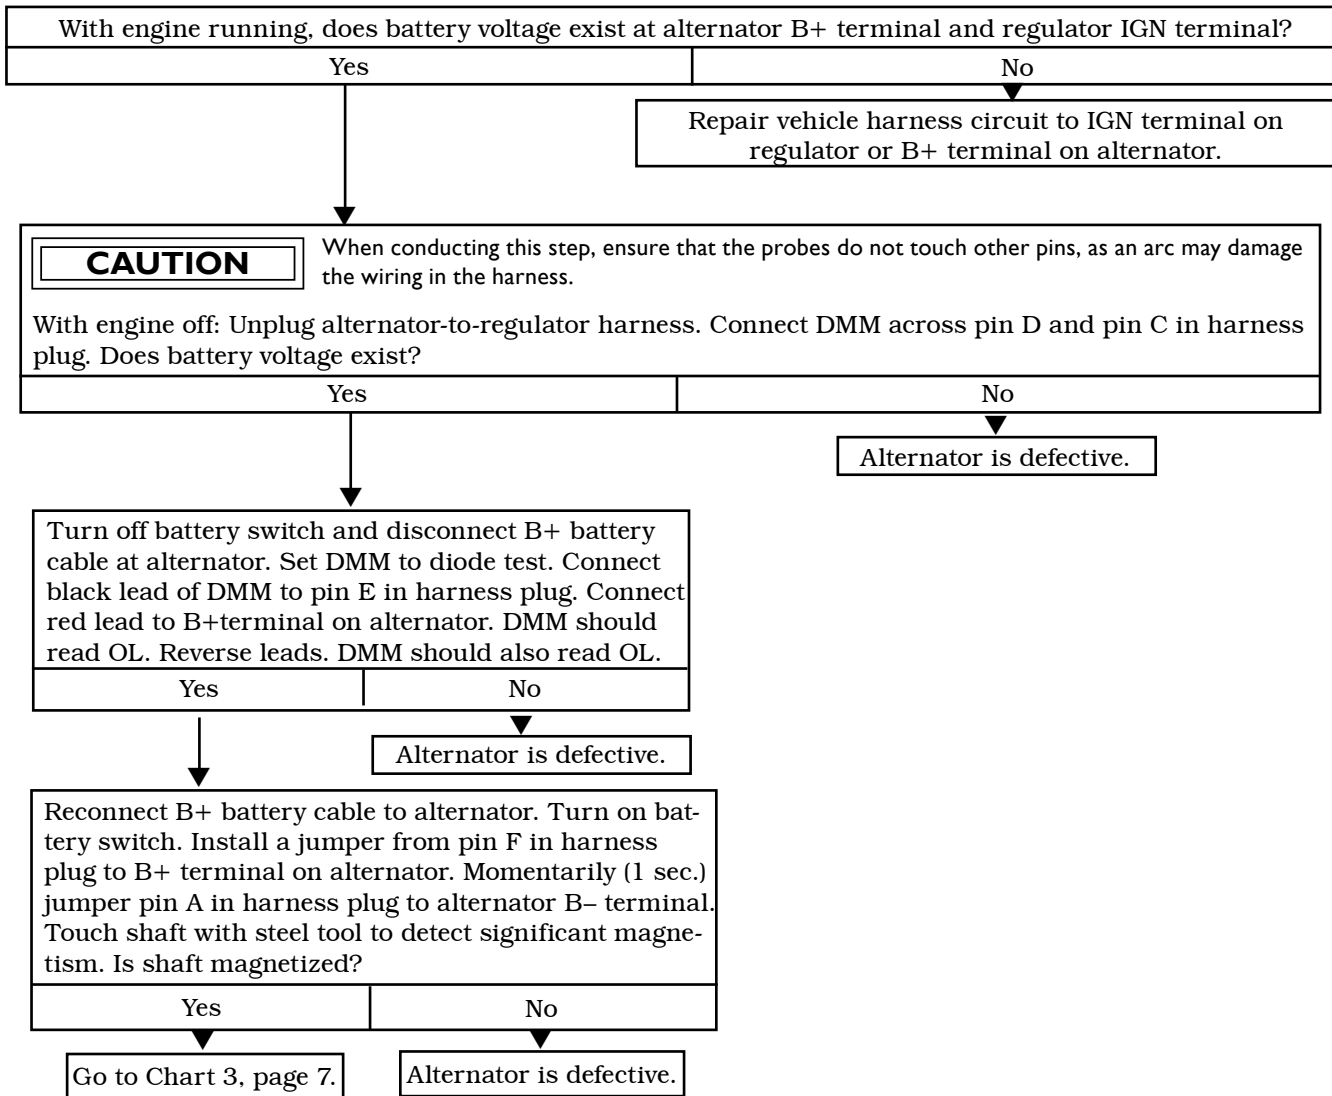 With engine running, does battery voltage exist at alternator B+ terminal and regulator IGN terminal?
Yes
No
Repair vehicle harness circuit to IGN terminal on
regulator or B+ terminal on alternator.
CAUTION
When conducting this step, ensure that the probes do not touch other pins, as an arc may damage
the wiring in the harness.
With engine off: Unplug alternator-to-regulator harness. Connect DMM across pin D and pin C in harness
plug. Does battery voltage exist?
Yes
No
Alternator is defective.
Turn off battery switch and disconnect B+ battery
cable at alternator. Set DMM to diode test. Connect
black lead of DMM to pin E in harness plug. Connect
red lead to B+terminal on alternator. DMM should
read OL. Reverse leads. DMM should also read OL.
Yes
No
Alternator is defective.
Reconnect B+ battery cable to alternator. Turn on bat-
tery switch. Install a jumper from pin F in harness
plug to B+ terminal on alternator. Momentarily (1 sec.)
jumper pin A in harness plug to alternator B– terminal.
Touch shaft with steel tool to detect significant magne-
tism. Is shaft magnetized?
Yes
No
Go to Chart 3, page 7.
Alternator is defective.